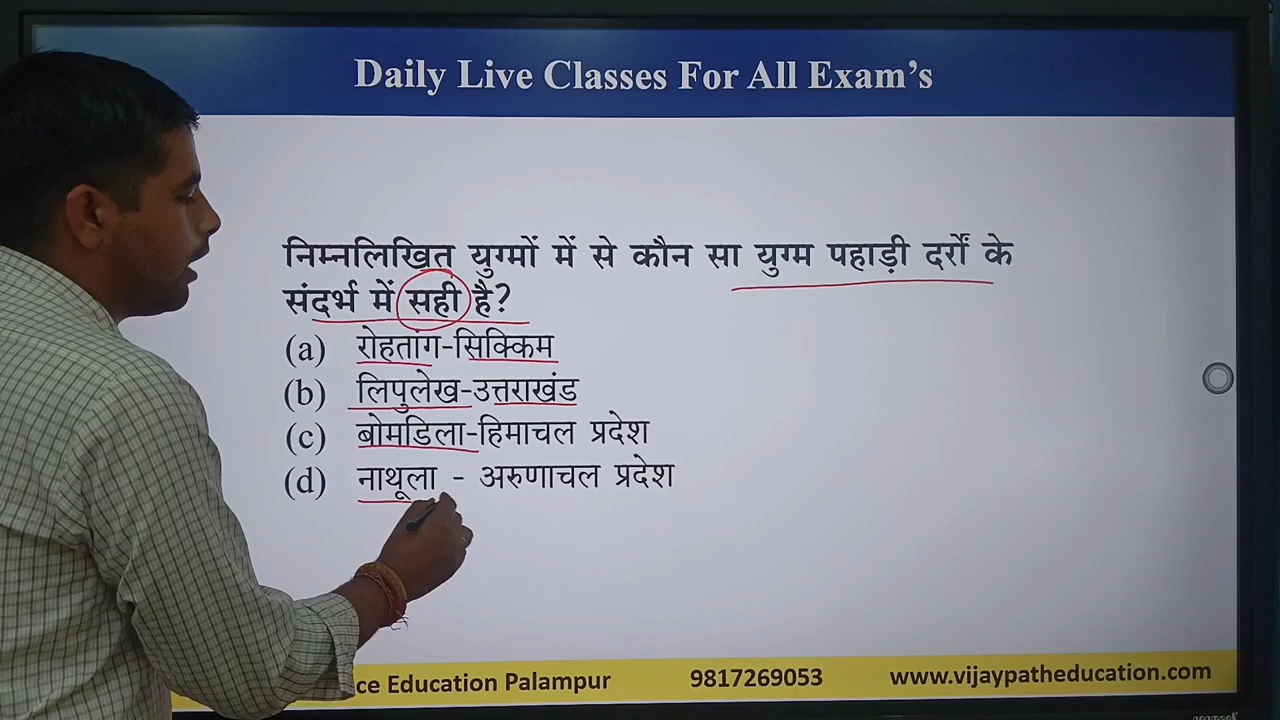 Daily Live Classes For All Exam's
निम्नलिखित युग्मों में से कौन सा युग्म पहाड़ी दर्रों के
संदर्भ में सही है?
(a) रोहतांग-सिक्किम
(b) लिपुलेख-उत्तराखंड
(c) बोमडिला-हिमाचल प्रदेश
(d) नाथूला - अरुणाचल प्रदेश
Education Palampur 9817269053 www.vijaypatheducation.com